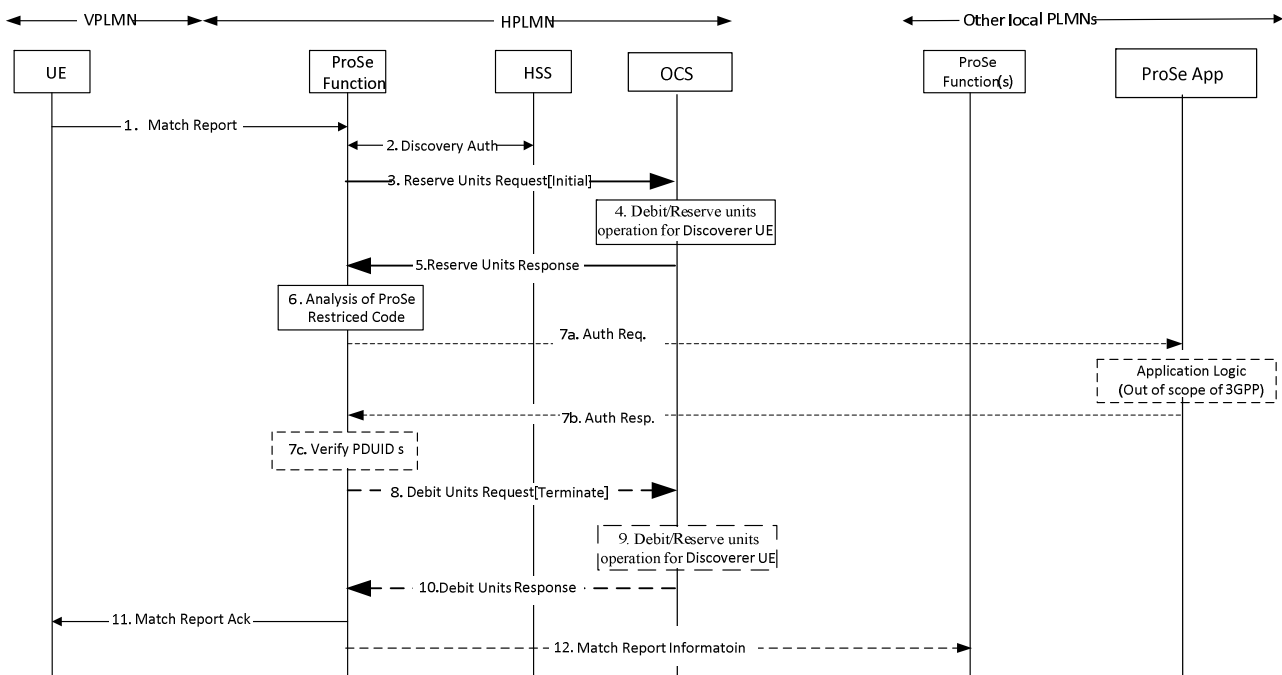 VPLMN
HPLMN
Other local PLMNs
UE
ProSe
Function
HSS
OCS
ProSe
Function(s)
ProSe App
1. Match Report
2. Discovery Auth
3. Reserve Units Request[Initial]
4. Debit/Reserve units
operation for Discoverer UE
5.Reserve Units Response
6. Analysis of ProSe
Restriced Code
7a. Auth Req.
Application Logic
(Out of scope of 3GPP)
7b. Auth Resp.
7c. Verify PDUID s
8. Debit Units Request[Terminate]
9. Debit/Reserve units
operation for Discoverer UE
10.Debit Units Response
11. Match Report Ack
12. Match Report Informatoin